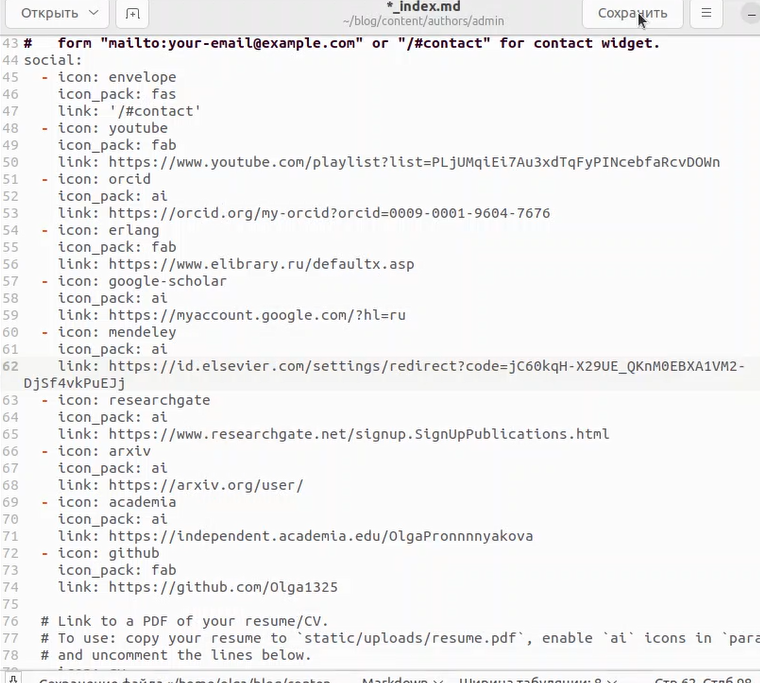 Открыть
*_index.md
~/blog/content/authors/admin
Сохранить
43 #   form "mailto:your-email@example.com" or "/#contact" for contact widget.
44 social:
45   - icon: envelope
46     icon_pack: fas
47     link: '/#contact'
48   - icon: youtube
49     icon_pack: fab
50     link: https://www.youtube.com/playlist?list=PLjUMqiEi7Au3xdTqFyPINcebfaRcvDOWn
51   - icon: orcid
52     icon_pack: ai
53     link: https://orcid.org/my-orcid?orcid=0009-0001-9604-7676
54   - icon: erlang
55     icon_pack: fab
56     link: https://www.elibrary.ru/defaultx.asp
57   - icon: google-scholar
58     icon_pack: ai
59     link: https://myaccount.google.com/?hl=ru
60   - icon: mendeley
61     icon_pack: ai
62     link: https://id.elsevier.com/settings/redirect?code=jC60kqH-X29UE_QKnM0EBXA1VM2-
DjSf4vkPuEJj
63   - icon: researchgate
64     icon_pack: ai
65     link: https://www.researchgate.net/signup.SignUpPublications.html
66   - icon: arxiv
67     icon_pack: ai
68     link: https://arxiv.org/user/
69   - icon: academia
70     icon_pack: ai
71     link: https://independent.academia.edu/OlgaPronnnnyakova
72   - icon: github
73     icon_pack: fab
74     link: https://github.com/Olga1325
75
76   # Link to a PDF of your resume/CV.
77   # To use: copy your resume to `static/uploads/resume.pdf`, enable `ai` icons in `para
78   # and uncomment the lines below.